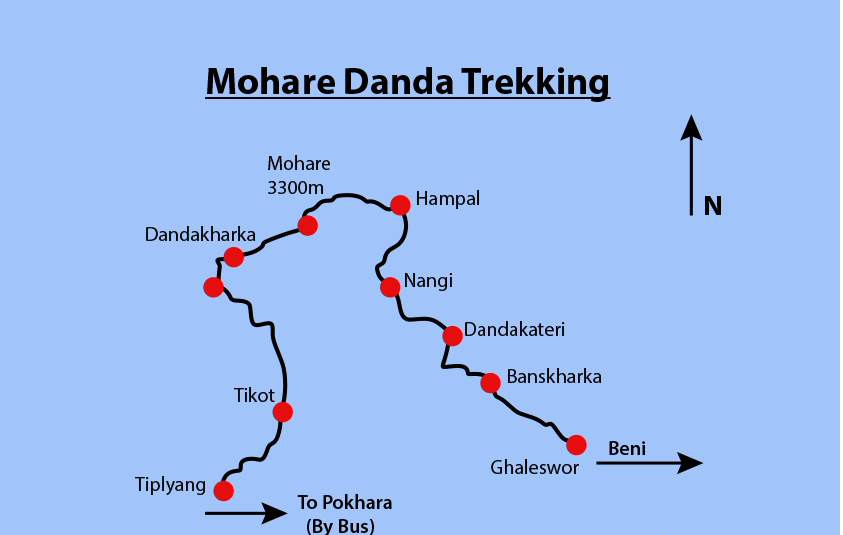 Mohare Danda Trekking
N
Mohare
3300m
Hampal
Dandakharka
Nangi
Dandakateri
Banskharka
Tikot
Beni
Ghaleswor
Tiplyang
To Pokhara
(By Bus)